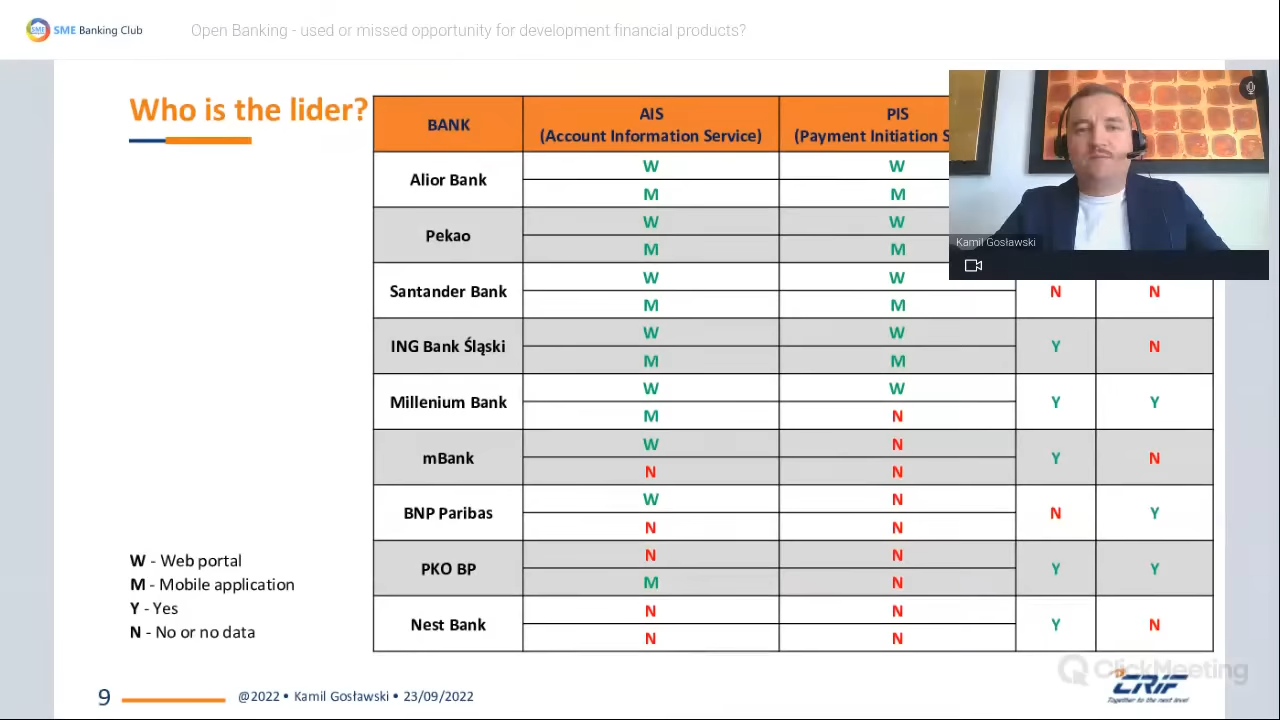 SME Banking Club
Open Banking - used or missed opportunity for development financial products?
Who is the lider?
BANK
AIS
(Account Information Service)
PIS
(Payment Initiation S
Alior Bank
W
W
M
M
Pekao
W
W
M
M
Santander Bank
W
W
M
M
N
N
ING Bank Śląski
W
W
M
M
Y
N
Millenium Bank
W
W
M
N
Y
Y
mBank
W
N
N
N
Y
N
BNP Paribas
W
N
N
N
N
Y
PKO BP
N
N
M
N
Y
Y
Nest Bank
N
N
N
N
Y
N
Kamil Gosławski
W - Web portal
M - Mobile application
Y - Yes
N - No or no data
9
@2022 • Kamil Gosławski • 23/09/2022
ClickMeeting
CRIF
Together to the next level